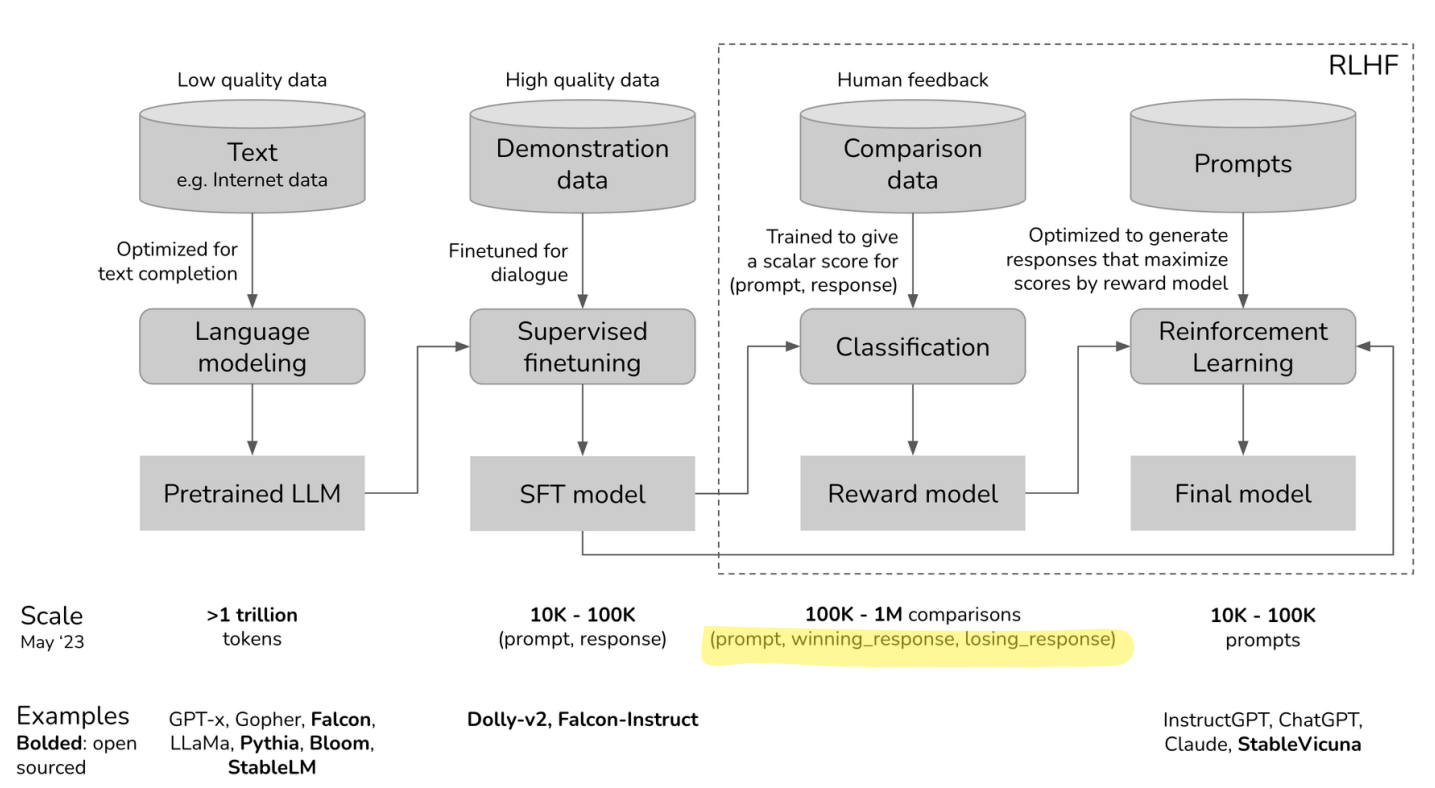 RLHF
Low quality data
Text
e.g. Internet data
Optimized for
text completion
Language
modeling
Pretrained LLM
High quality data
Demonstration
data
Finetuned for
dialogue
Supervised
finetuning
SFT model
Human feedback
Comparison
data
Trained to give
a scalar score for
(prompt, response)
Classification
Reward model
Prompts
Optimized to generate
responses that maximize
scores by reward model
Reinforcement
Learning
Final model
Scale
May ‘23
>1 trillion
tokens
10K - 100K
(prompt, response)
100K - 1M comparisons
(prompt, winning_response, losing_response)
10K - 100K
prompts
Examples
Bolded: open
sourced
GPT-x, Gopher, Falcon,
LLaMa, Pythia, Bloom,
StableLM
Dolly-v2, Falcon-Instruct
InstructGPT, ChatGPT,
Claude, StableVicuna